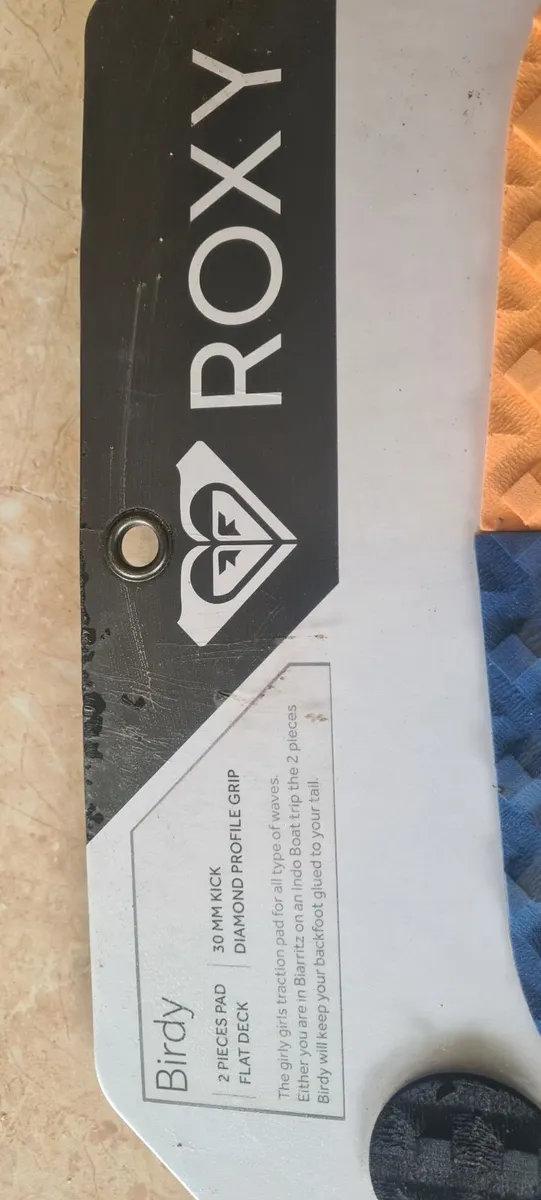 ROXY
Birdy
2 PIECES PAD | 30 MM KICK
FLAT DECK | DIAMOND PROFILE GRIP
The girly girls traction pad for all type of waves.
Either you are in Biarritz on an Indo Boat trip the 2 pieces
Birdy will keep your backfoot glued to your tail.